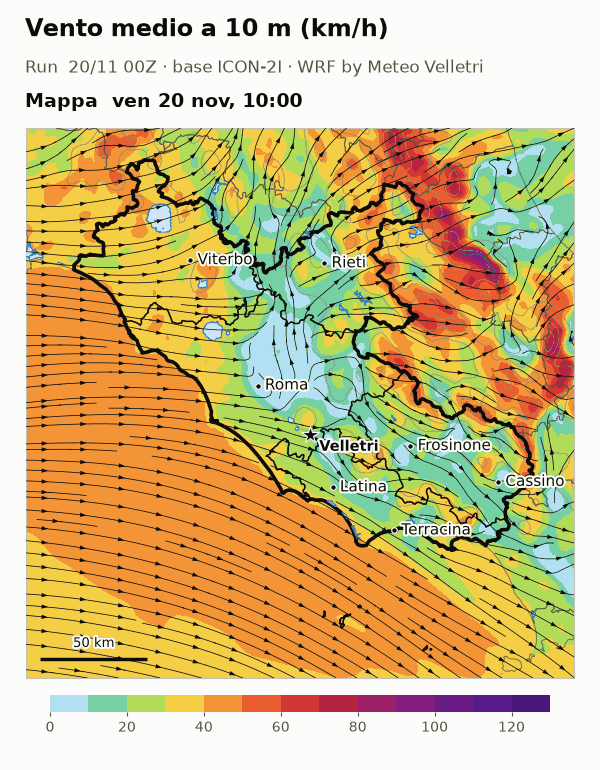 Vento medio a 10 m (km/h)
Run 20/11 00Z · base ICON-2I · WRF by Meteo Velletri
Mappa ven 20 nov, 10:00
Viterbo
Rieti
Roma
Velletri
Frosinone
Cassino
Latina
Terracina
50 km
0 20 40 60 80 100 120